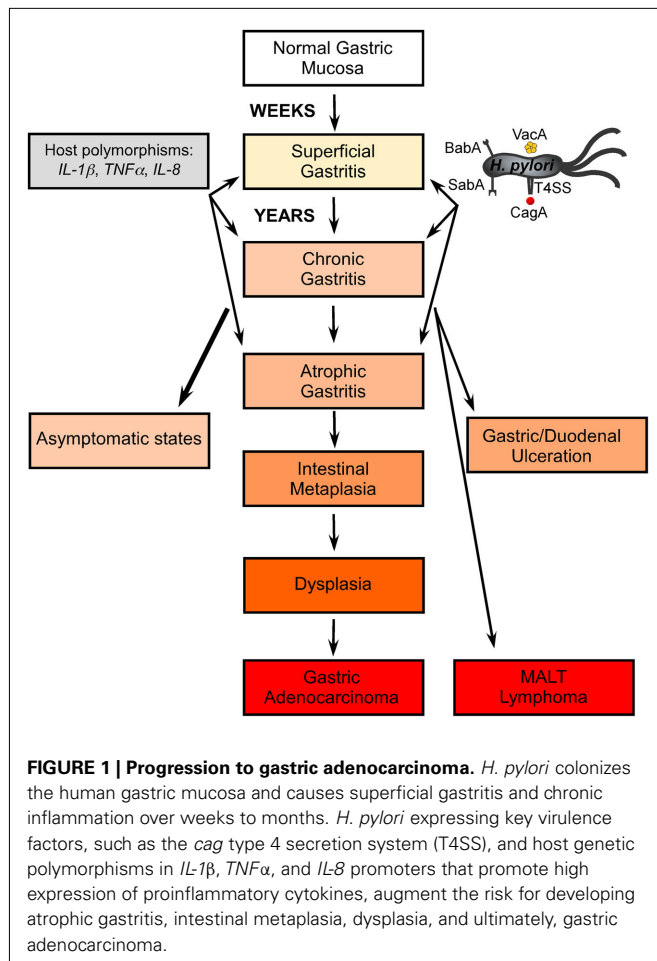 Normal Gastric
Mucosa
WEEKS
Host polymorphisms:
IL-1β, TNFα, IL-8
Superficial
Gastritis
BabA
VacA
H. pylori
SabA
T4SS
CagA
YEARS
Chronic
Gastritis
Atrophic
Gastritis
Asymptomatic states
Gastric/Duodenal
Ulceration
Intestinal
Metaplasia
Dysplasia
Gastric
Adenocarcinoma
MALT
Lymphoma
FIGURE 1 | Progression to gastric adenocarcinoma. H. pylori colonizes
the human gastric mucosa and causes superficial gastritis and chronic
inflammation over weeks to months. H. pylori expressing key virulence
factors, such as the cag type 4 secretion system (T4SS), and host genetic
polymorphisms in IL-1β, TNFα, and IL-8 promoters that promote high
expression of proinflammatory cytokines, augment the risk for developing
atrophic gastritis, intestinal metaplasia, dysplasia, and ultimately, gastric
adenocarcinoma.